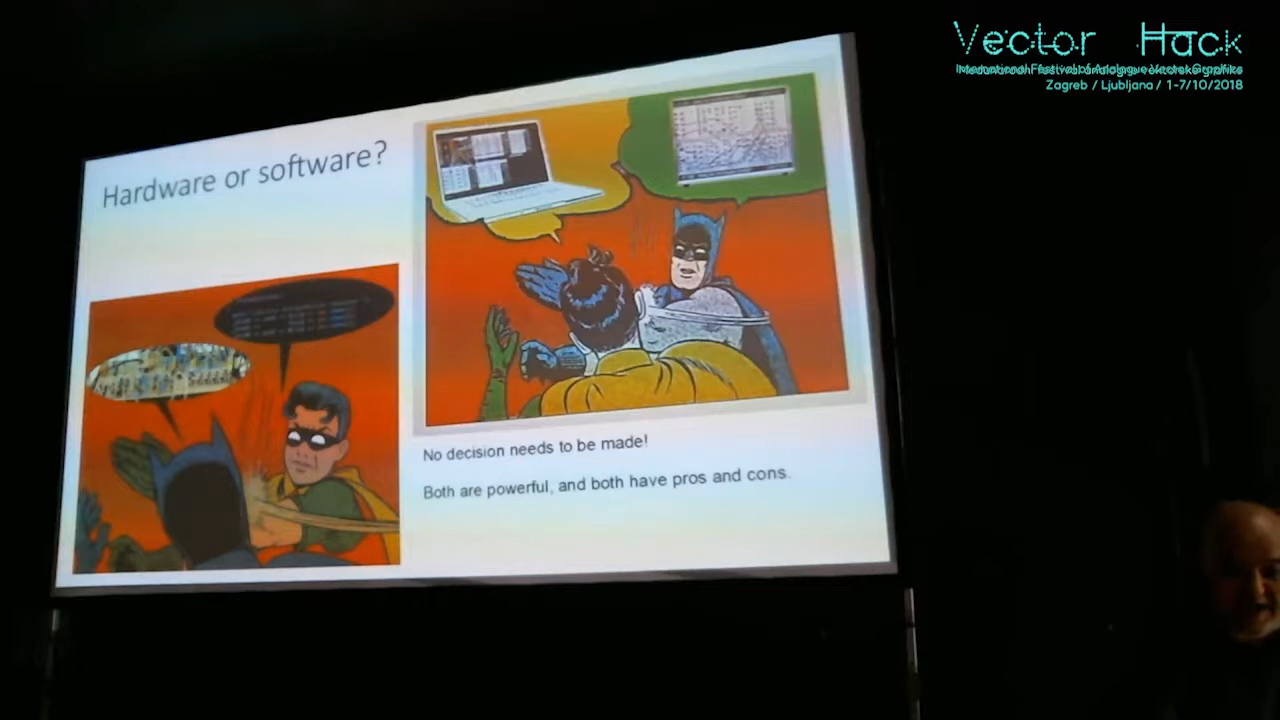 Vector Hack
Zagreb / Ljubljana / 1-7/10/2018
Hardware or software?
No decision needs to be made!
Both are powerful, and both have pros and cons.